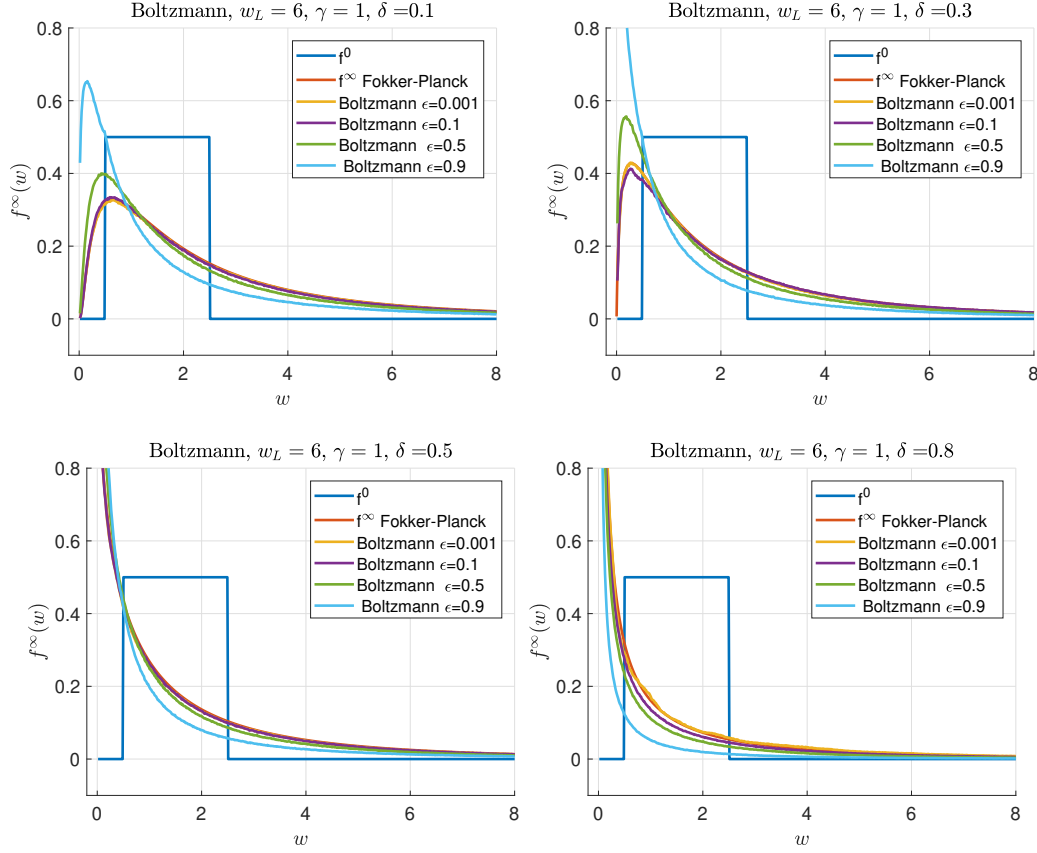 Boltzmann, w_L = 6, γ = 1, δ =0.1
0.8
0.6
0.4
0.2
0
f^∞(w)
f^0
f^∞ Fokker-Planck
Boltzmann ϵ=0.001
Boltzmann ϵ=0.1
Boltzmann ϵ=0.5
Boltzmann ϵ=0.9
0 2 4 6 8
w
Boltzmann, w_L = 6, γ = 1, δ =0.3
0.8
0.6
0.4
0.2
0
f^∞(w)
f^0
f^∞ Fokker-Planck
Boltzmann ϵ=0.001
Boltzmann ϵ=0.1
Boltzmann ϵ=0.5
Boltzmann ϵ=0.9
0 2 4 6 8
w
Boltzmann, w_L = 6, γ = 1, δ =0.5
0.8
0.6
0.4
0.2
0
f^∞(w)
f^0
f^∞ Fokker-Planck
Boltzmann ϵ=0.001
Boltzmann ϵ=0.1
Boltzmann ϵ=0.5
Boltzmann ϵ=0.9
0 2 4 6 8
w
Boltzmann, w_L = 6, γ = 1, δ =0.8
0.8
0.6
0.4
0.2
0
f^∞(w)
f^0
f^∞ Fokker-Planck
Boltzmann ϵ=0.001
Boltzmann ϵ=0.1
Boltzmann ϵ=0.5
Boltzmann ϵ=0.9
0 2 4 6 8
w